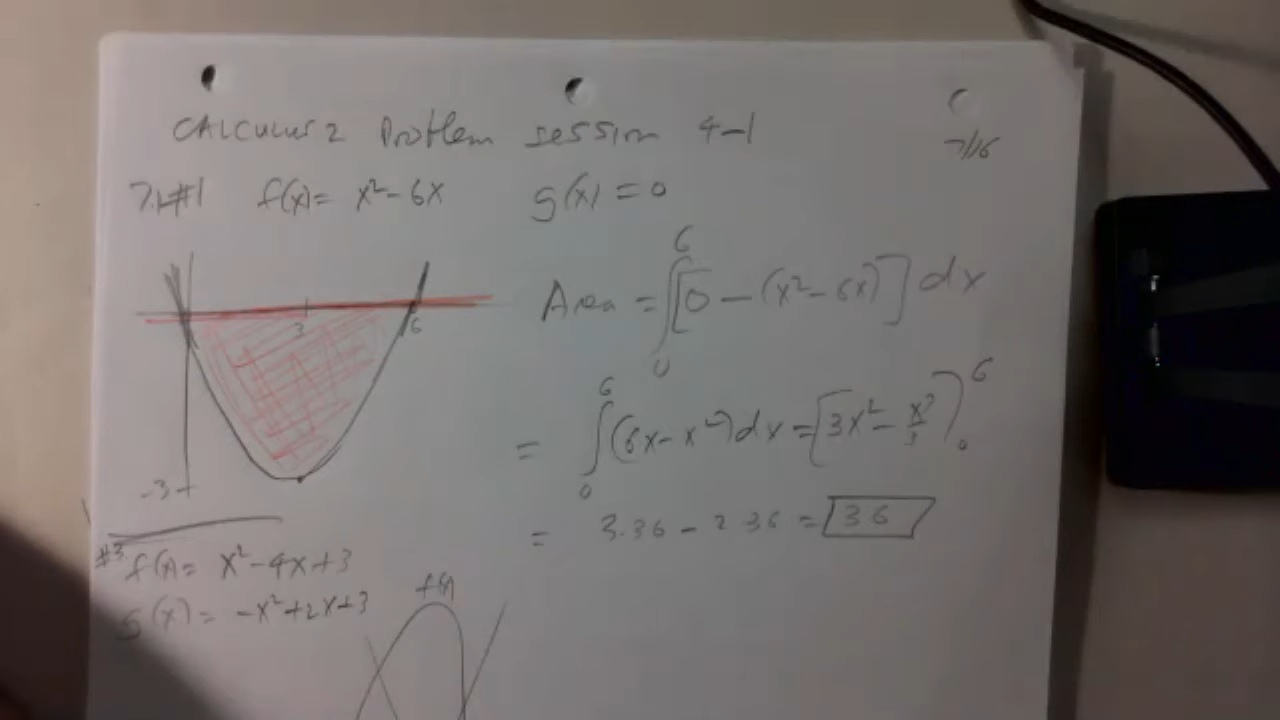 CALCULUS 2 Problem session 4-1
7/16
7.1#1 f(x)= x²-6x g(x)=0
3 6
-3
Area = ∫₀⁶ [0-(x²-6x)] dx
= ∫₀⁶ (6x-x²)dx = [3x²- x³/3]₀⁶
= 3.36 - 2 36 = 36
#3 f(x)= x²-4x+3
g(x)= -x²+2x+3
f(x)